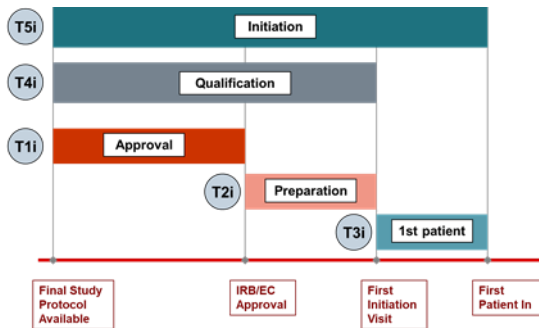 T5i
Initiation
T4i
Qualification
T1i
Approval
T2i
Preparation
T3i
1st patient
Final Study
Protocol
Available
IRB/EC
Approval
First
Initiation
Visit
First
Patient In